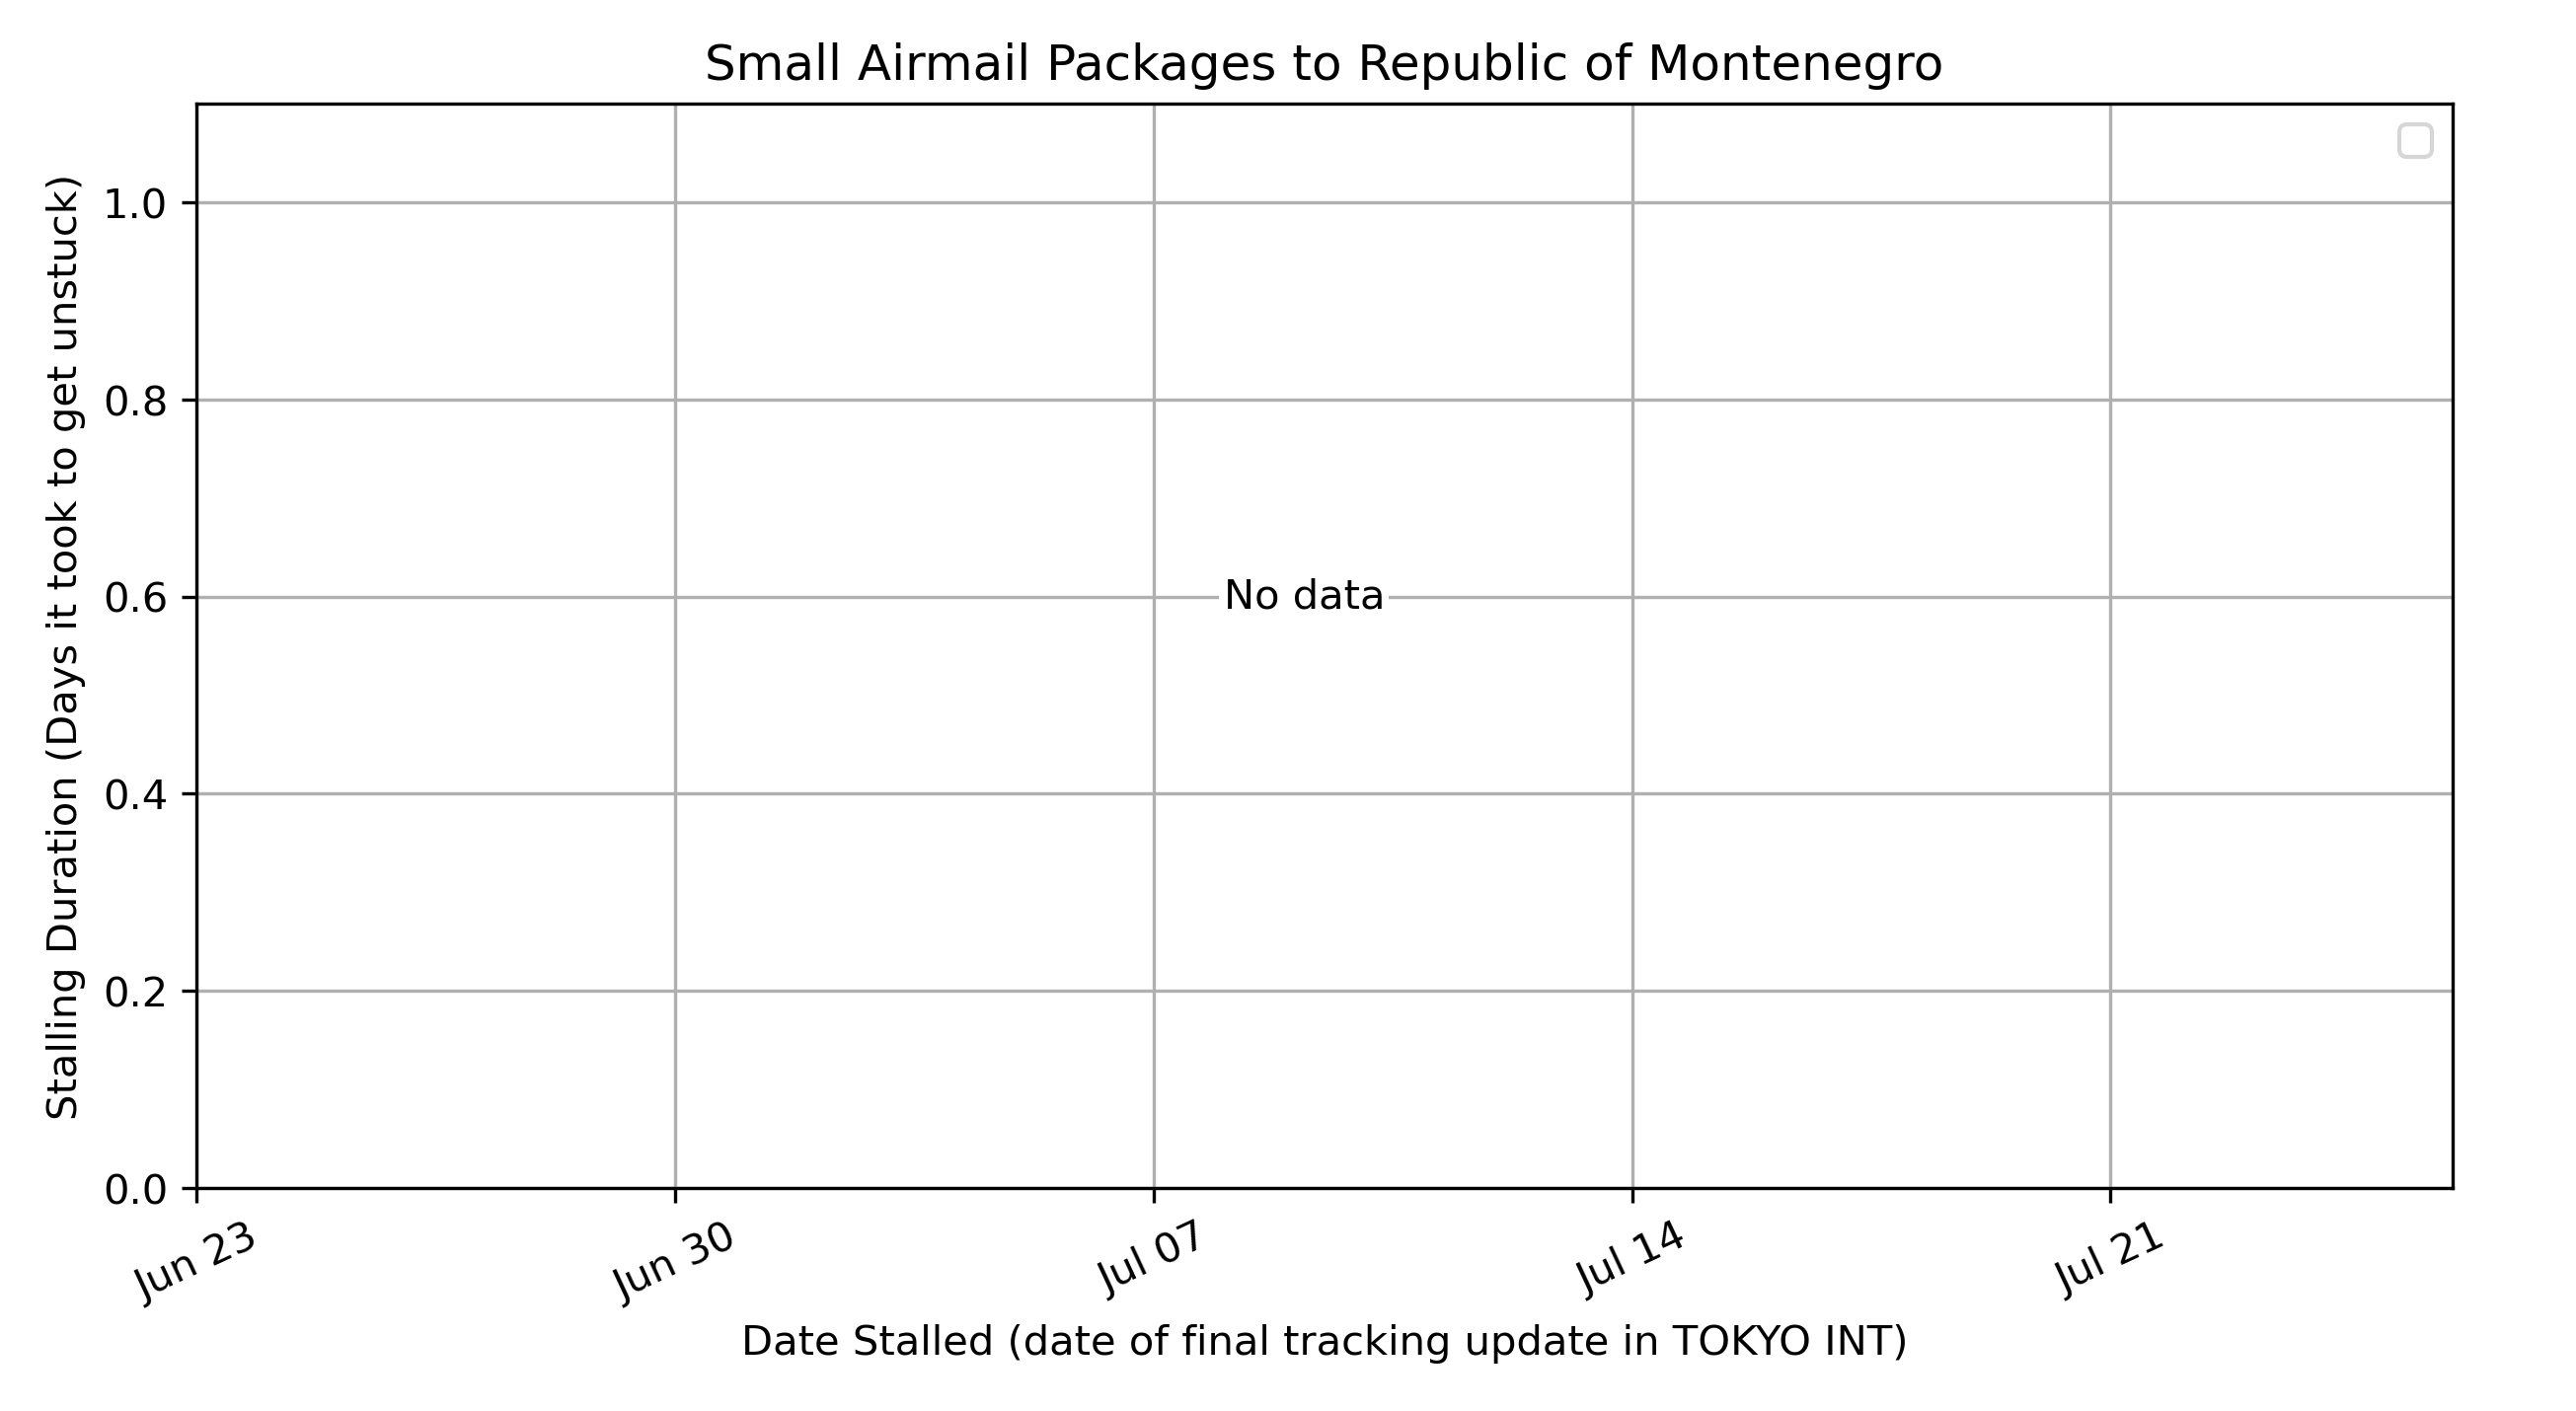 Small Airmail Packages to Republic of Montenegro
Stalling Duration (Days it took to get unstuck)
1.0
0.8
0.6
0.4
0.2
0.0
No data
Jun 23
Jun 30
Jul 07
Jul 14
Jul 21
Date Stalled (date of final tracking update in TOKYO INT)